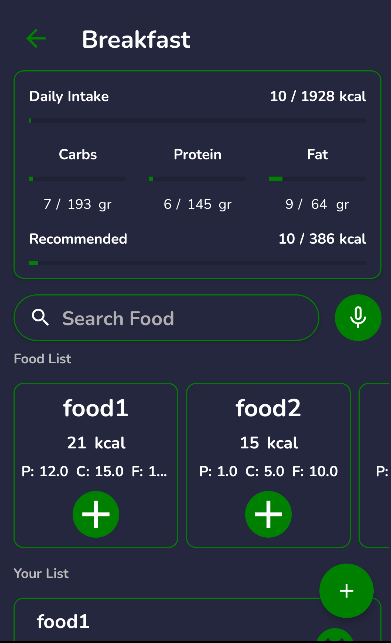 Breakfast
Daily Intake 10 / 1928 kcal
Carbs Protein Fat
7 / 193 gr 6 / 145 gr 9 / 64 gr
Recommended 10 / 386 kcal
Search Food
Food List
food1 food2
21 kcal 15 kcal
P: 12.0 C: 15.0 F: 1... P: 1.0 C: 5.0 F: 10.0 P:
Your List
food1